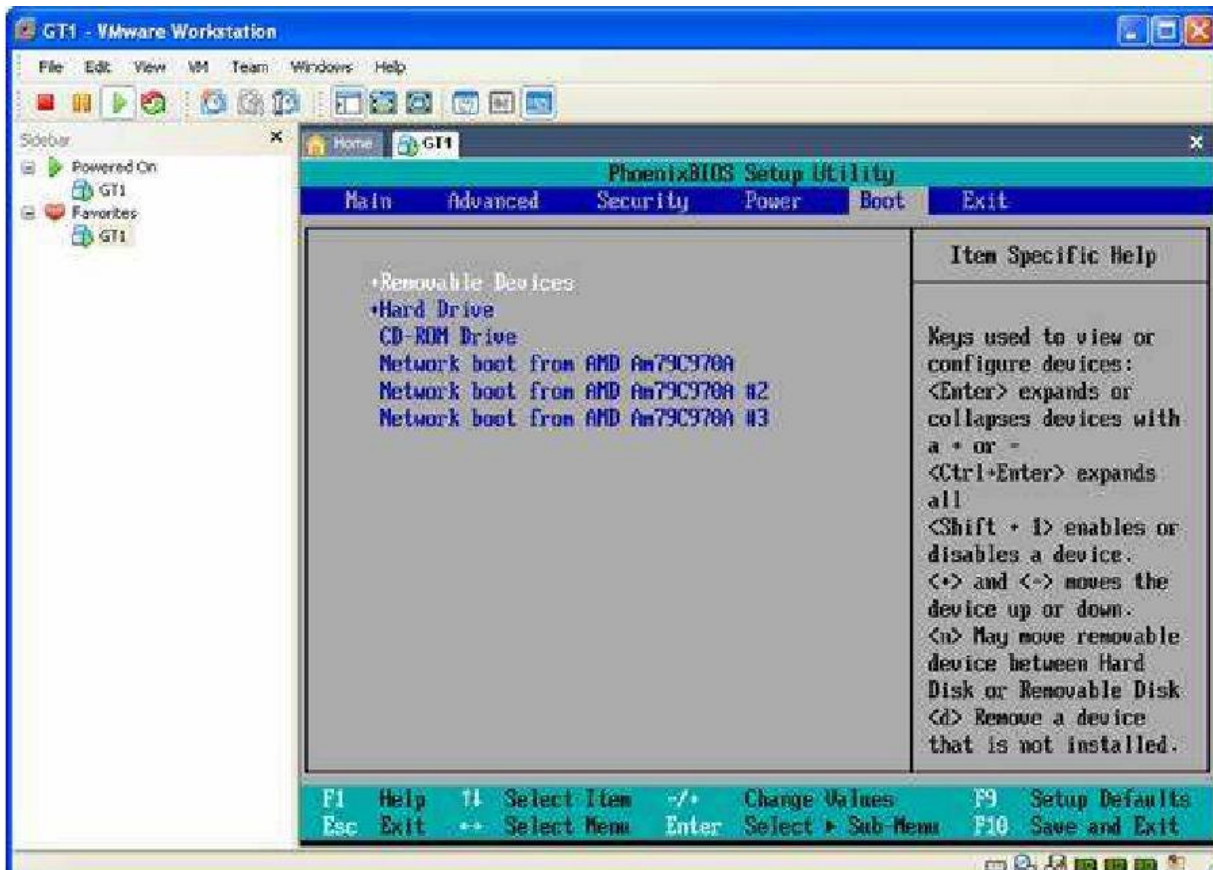 GT1 - VMware Workstation
File Edit View VM Team Windows Help
Sidebar
Powered On
GT1
Favorites
GT1
Home GT1
PhoenixBIOS Setup Utility
Main Advanced Security Power Boot Exit
+Removable Devices
+Hard Drive
CD-ROM Drive
Network boot from AMD Am79C970A
Network boot from AMD Am79C970A #2
Network boot from AMD Am79C970A #3
Item Specific Help
Keys used to view or
configure devices:
<Enter> expands or
collapses devices with
a + or -
<Ctrl+Enter> expands
all
<Shift + 1> enables or
disables a device.
<+> and <-> moves the
device up or down.
<n> May move removable
device between Hard
Disk or Removable Disk
<d> Remove a device
that is not installed.
F1 Help ↑↓ Select Item -/+ Change Values F9 Setup Defaults
Esc Exit ↔ Select Menu Enter Select ▶ Sub-Menu F10 Save and Exit